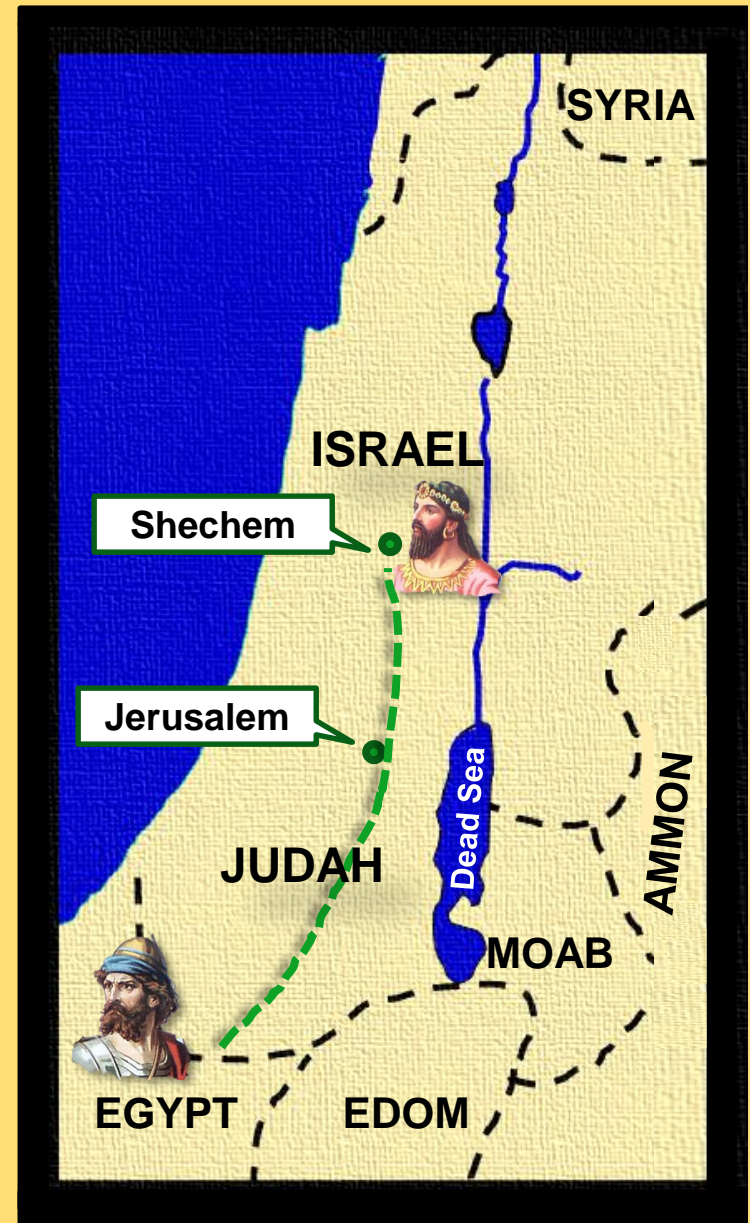 SYRIA
ISRAEL
Shechem
Jerusalem
Dead Sea
AMMON
JUDAH
MOAB
EGYPT
EDOM